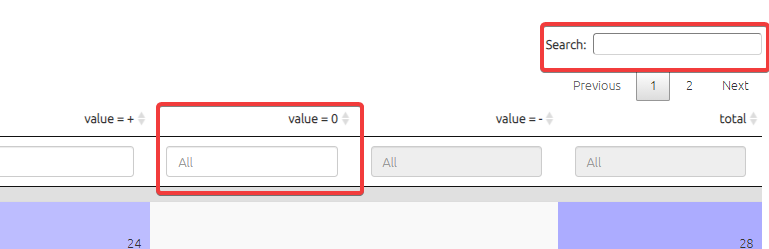 Search:
Previous 1 2 Next
value = + value = 0 value = - total
All All All
24 28